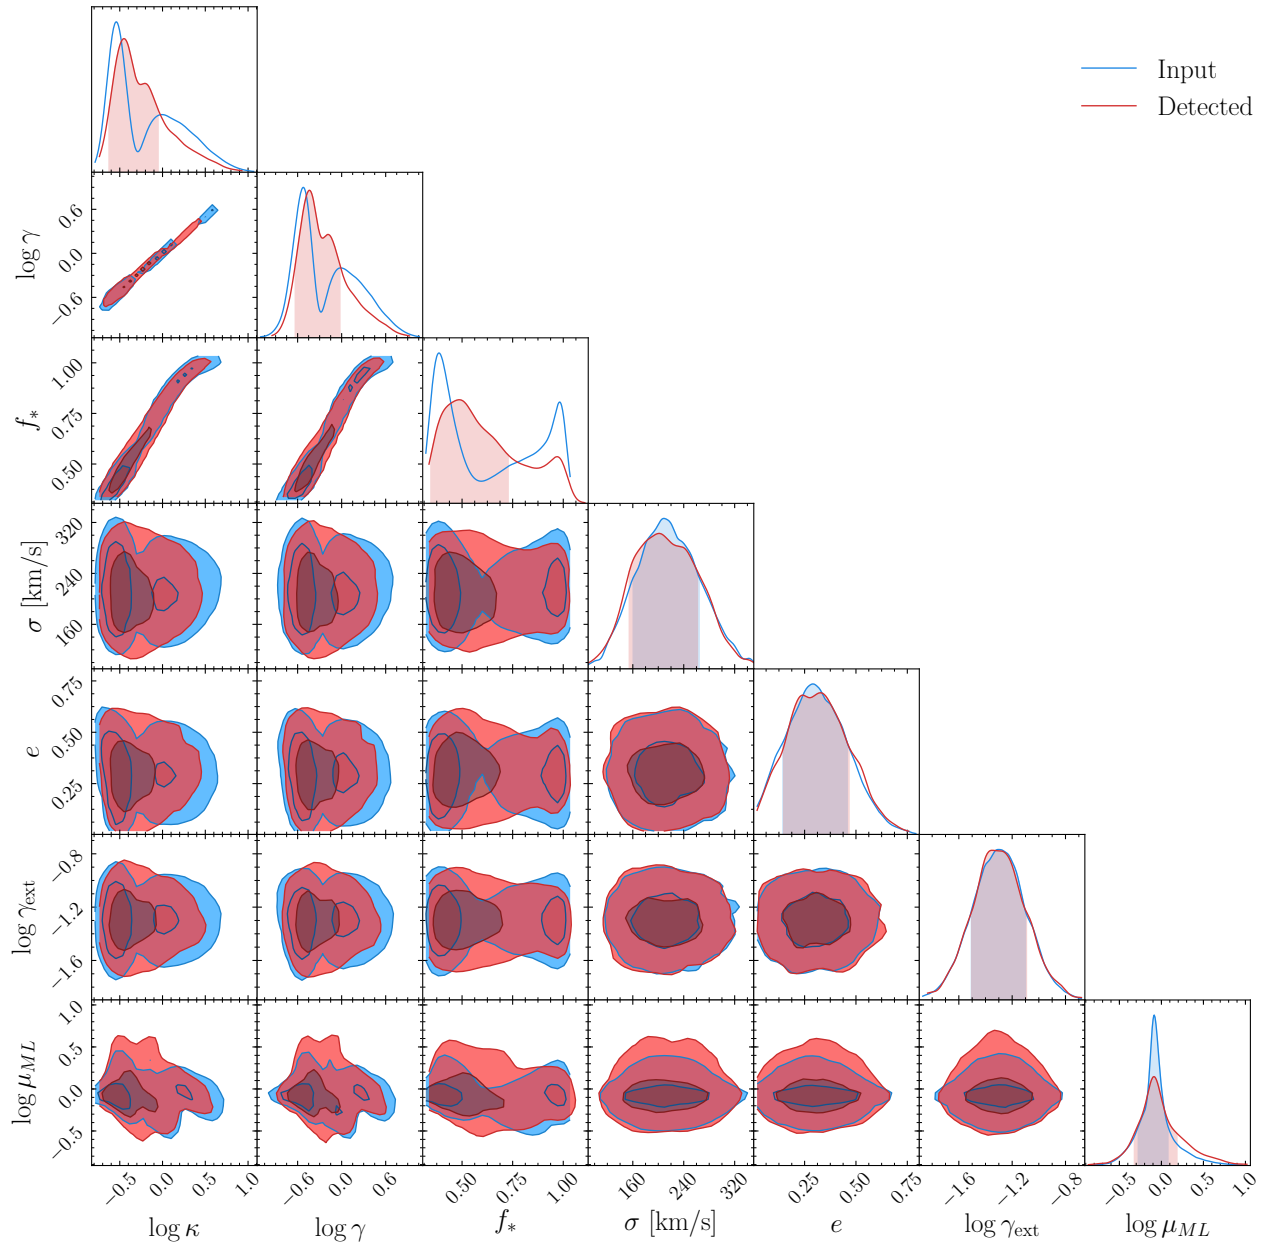 Input
Detected
0.6
0.0
−0.6
log γ
1.00
0.75
0.50
f*
320
240
160
σ [km/s]
0.75
0.50
0.25
e
−0.8
−1.2
−1.6
log γext
1.0
0.5
0.0
−0.5
log μML
−0.5 0.0 0.5 1.0
−0.6 0.0 0.6
0.50 0.75 1.00
160 240 320
0.25 0.50 0.75
−1.6 −1.2 −0.8
−0.5 0.0 0.5 1.0
log κ
log γ
f*
σ [km/s]
e
log γext
log μML